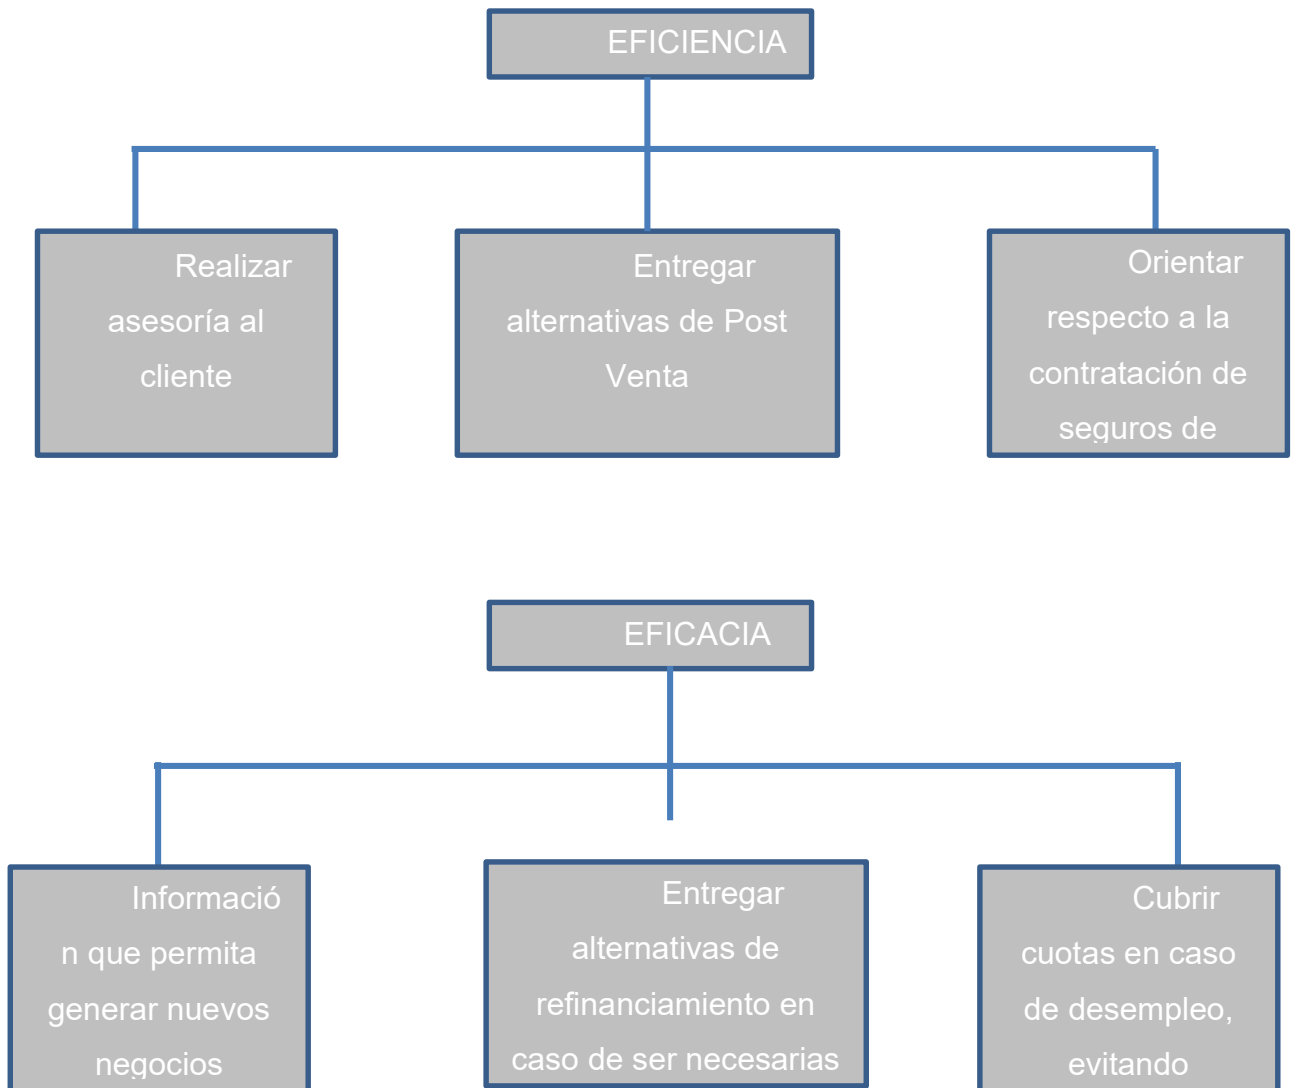 EFICIENCIA
Realizar
asesoría al
cliente
Entregar
alternativas de Post
Venta
Orientar
respecto a la
contratación de
seguros de
EFICACIA
Informació
n que permita
generar nuevos
negocios
Entregar
alternativas de
refinanciamiento en
caso de ser necesarias
Cubrir
cuotas en caso
de desempleo,
evitando